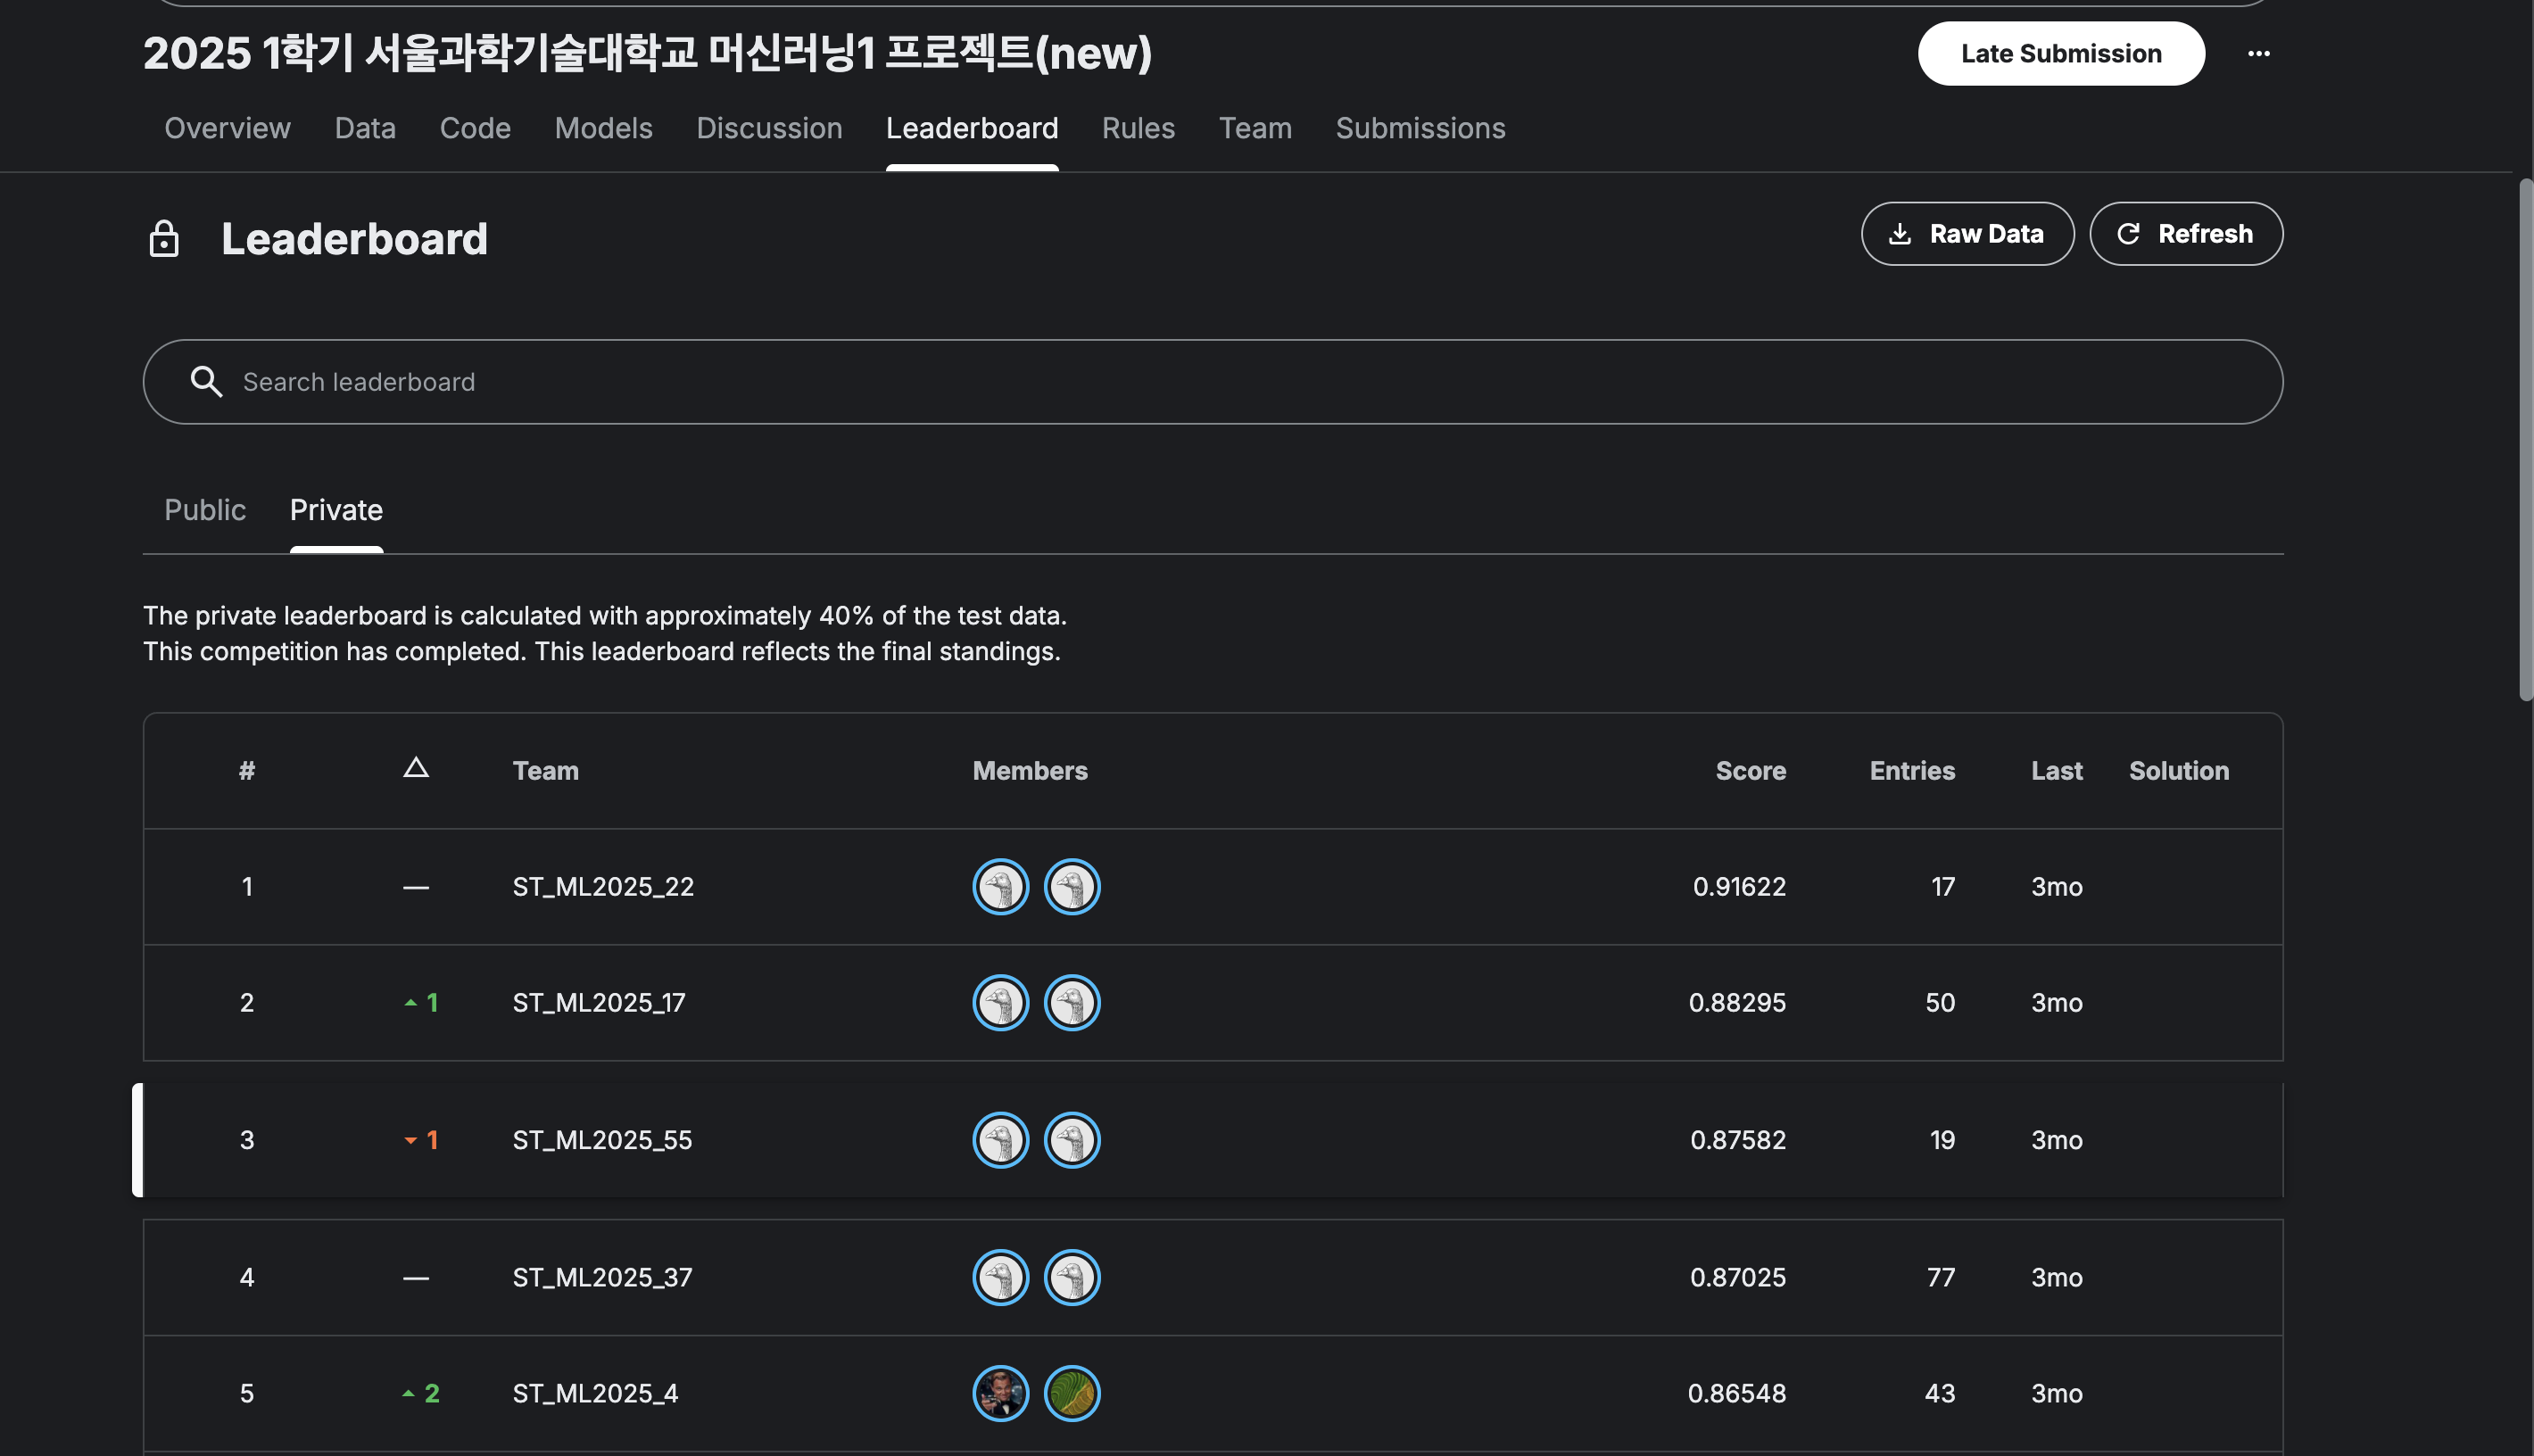 2025 1학기 서울과학기술대학교 머신러닝1 프로젝트(new)
Late Submission
Overview Data Code Models Discussion Leaderboard Rules Team Submissions
Leaderboard
Raw Data Refresh
Search leaderboard
Public Private
The private leaderboard is calculated with approximately 40% of the test data.
This competition has completed. This leaderboard reflects the final standings.
# △ Team Members Score Entries Last Solution
1 — ST_ML2025_22 0.91622 17 3mo
2 1 ST_ML2025_17 0.88295 50 3mo
3 1 ST_ML2025_55 0.87582 19 3mo
4 — ST_ML2025_37 0.87025 77 3mo
5 2 ST_ML2025_4 0.86548 43 3mo